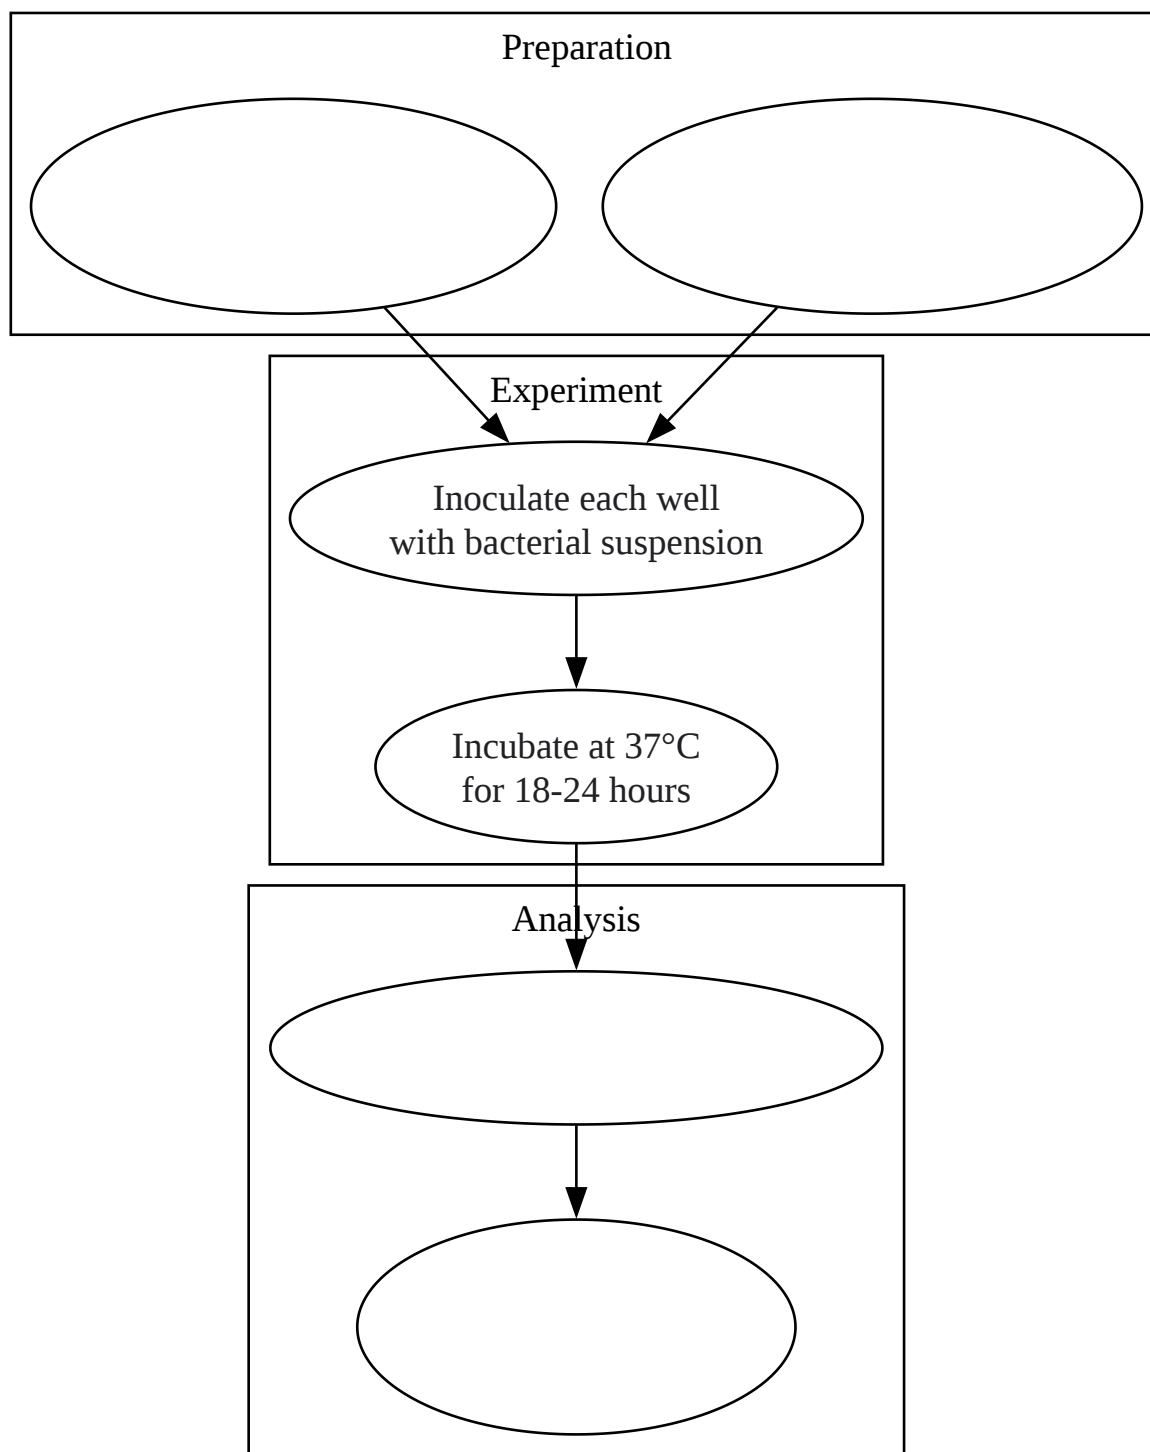 Preparation
Experiment
Inoculate each well
with bacterial suspension
Incubate at 37°C
for 18-24 hours
Analysis